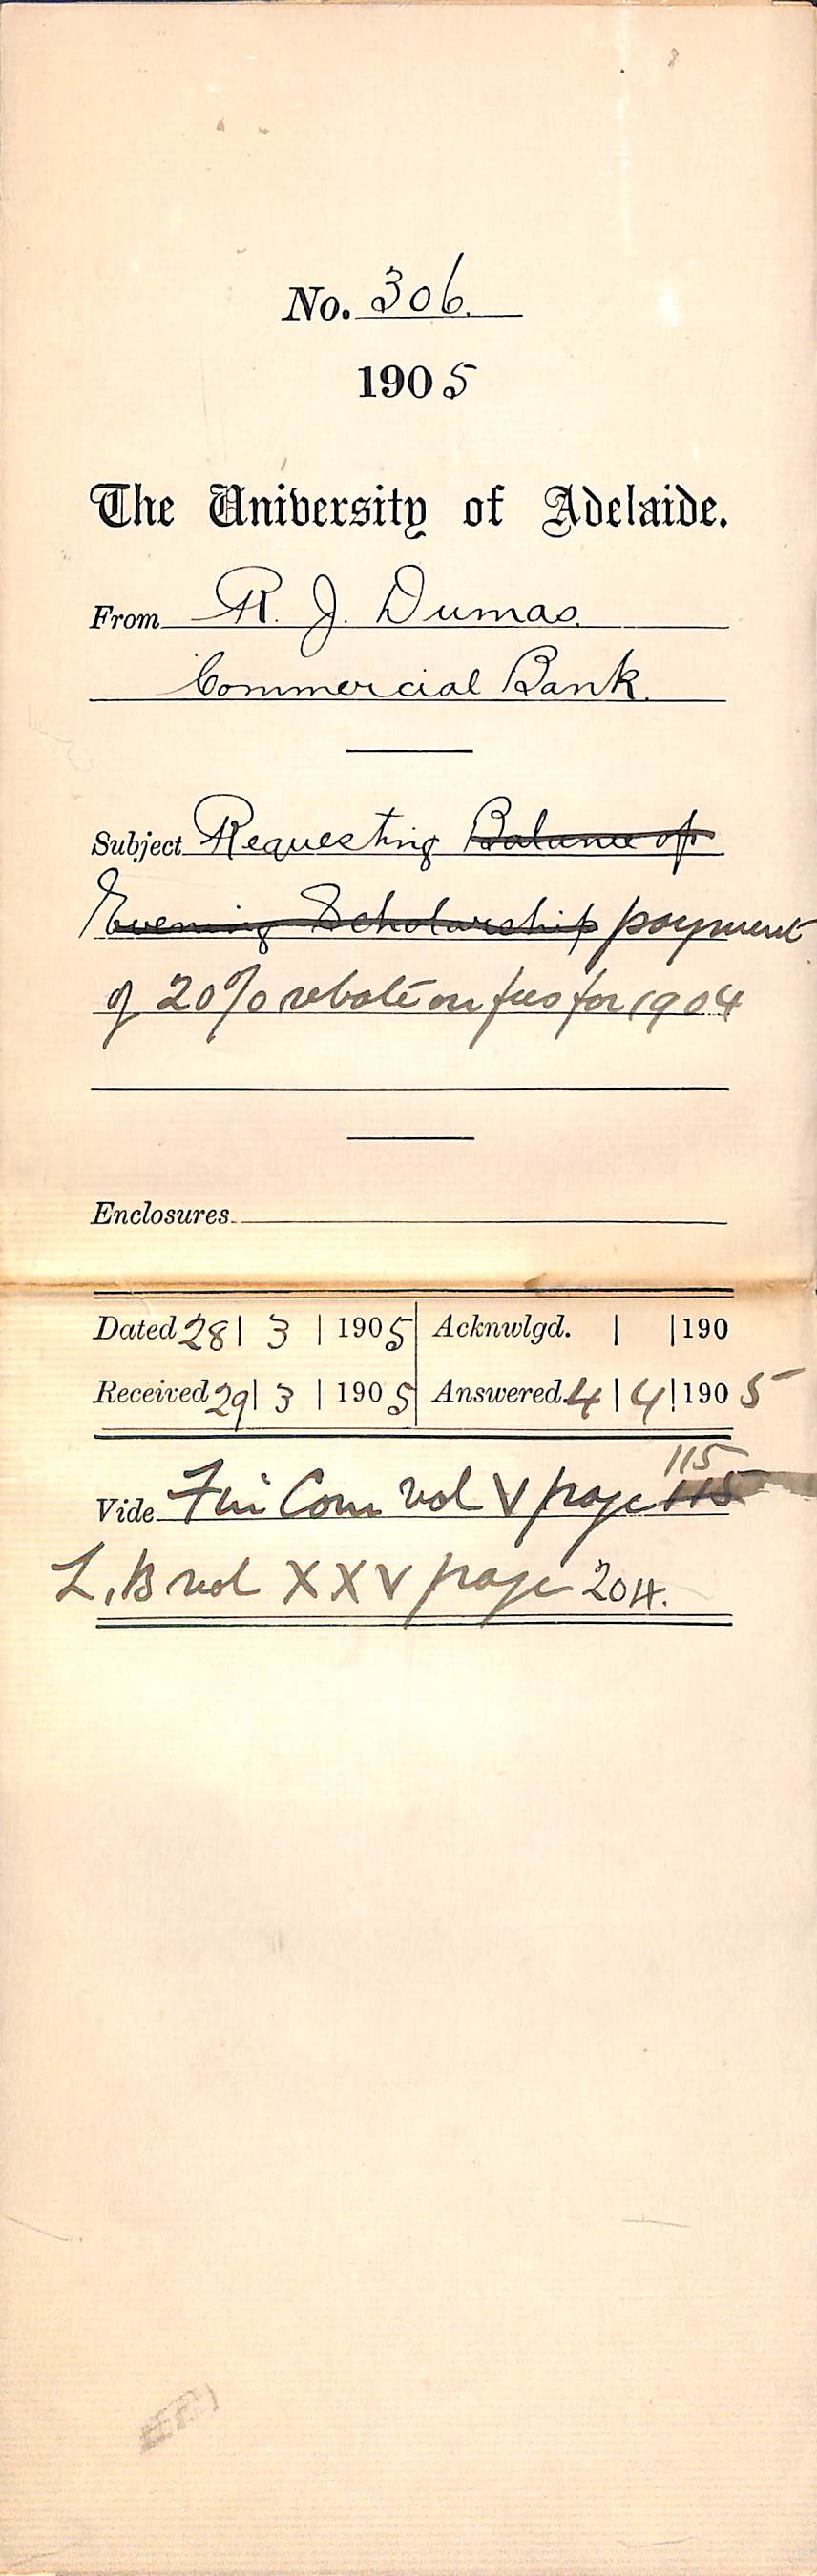 No. 306.
1905
The University of Adelaide.
From R. J. Dumas.
Commercial Bank.
Subject Requesting Balance of
Evening Scholarship payment
of 20% rebate on fees for 1904
Enclosures
Dated 28 | 3 | 1905 Acknwlgd. | | 190
Received 29 | 3 | 1905 Answered. 4 | 4 | 1905
115
Vide Fin Com vol V page 115
L.B vol XXV page 204.